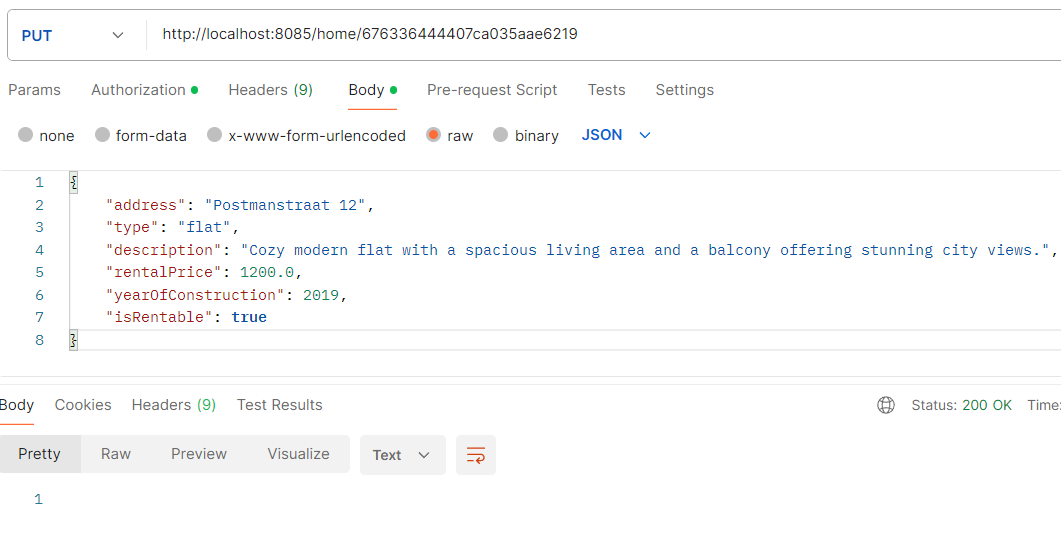 PUT http://localhost:8085/home/676336444407ca035aae6219
Params Authorization Headers (9) Body Pre-request Script Tests Settings
none form-data x-www-form-urlencoded raw binary JSON
1 {
2 "address": "Postmanstraat 12",
3 "type": "flat",
4 "description": "Cozy modern flat with a spacious living area and a balcony offering stunning city views.",
5 "rentalPrice": 1200.0,
6 "yearOfConstruction": 2019,
7 "isRentable": true
8 }
Body Cookies Headers (9) Test Results Status: 200 OK Time:
Pretty Raw Preview Visualize Text
1